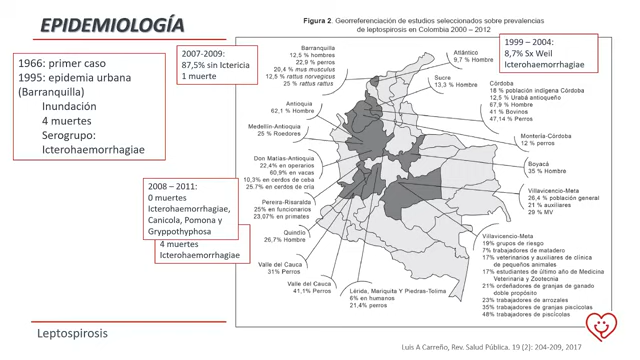 EPIDEMIOLOGÍA
1966: primer caso
1995: epidemia urbana
(Barranquilla)
Inundación
4 muertes
Serogrupo:
Icterohaemorrhagiae
2007-2009:
87,5% sin Ictericia
1 muerte
1999 – 2004:
8,7% Sx Weil
Icterohaemorrhagiae
2008 – 2011:
0 muertes
Icterohaemorrhagiae,
Canicola, Pomona y
Gryppothyphosa
4 muertes
Icterohaemorrhagiae
Figura 2. Georreferenciación de estudios seleccionados sobre prevalencias
de leptospirosis en Colombia 2000 – 2012
Barranquilla
12,5% hombres
22,9% perros
20,4% mus musculus
12,5% rattus norvegicus
25% rattus rattus
Antioquia
62,1% Hombre
Medellín-Antioquia
25% Roedores
Don Matías-Antioquia
22,4% en operarios
60,9% en vacas
10,3% en cerdos de ceba
25.7% en cerdos de cría
Pereira-Risaralda
25% en funcionarios
23,07% en primates
Quindío
26,7% Hombre
Valle del Cauca
31% Perros
Valle del Cauca
41,1% Perros
Lérida, Mariquita Y Piedras-Tolima
6% en humanos
21,4% perros
Atlántico
9,7% Hombre
Sucre
13,3% Hombre
Córdoba
18 % población indígena Córdoba
12,5 % Urabá antioqueño
67,9 % Hombre
41 % Bovinos
47,14 % Perros
Montería-Córdoba
12 % perros
Boyacá
35 % Hombre
Villavicencio-Meta
26,4 % población general
21 % auxiliares
29 % MV
Villavicencio-Meta
19% grupos de riesgo
7% trabajadores de matadero
17% veterinarios y auxiliares de clínica
de pequeños animales
17% estudiantes de último año de Medicina
Veterinaria y Zootecnia
21% ordeñadores de granjas de ganado
doble propósito
23% trabajadores de arrozales
35% trabajadores granjas piscícolas
48% trabajadores de piscícolas
Leptospirosis
Luis A Carreño, Rev. Salud Pública. 19 (2): 204-209, 2017